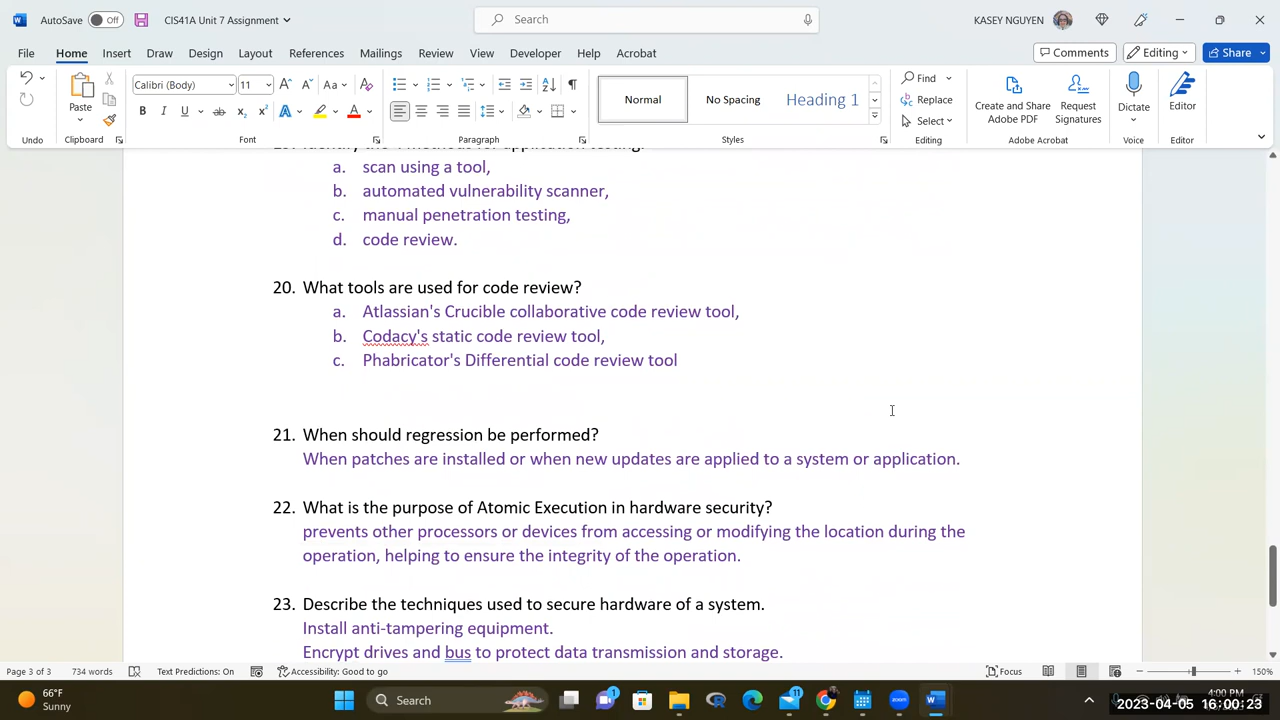 AutoSave Off CIS41A Unit 7 Assignment Search KASEY NGUYEN
File Home Insert Draw Design Layout References Mailings Review View Developer Help Acrobat Comments Editing Share
Calibri (Body) 11 Aa Normal No Spacing Heading 1 Find
Paste Replace Create and Share Adobe PDF Request Signatures Dictate Editor
B I U ab x₂ x² A A Select
Undo Clipboard Font Paragraph Styles Editing Adobe Acrobat Voice Editor
a. scan using a tool,
b. automated vulnerability scanner,
c. manual penetration testing,
d. code review.
20. What tools are used for code review?
a. Atlassian's Crucible collaborative code review tool,
b. Codacy's static code review tool,
c. Phabricator's Differential code review tool
21. When should regression be performed?
When patches are installed or when new updates are applied to a system or application.
22. What is the purpose of Atomic Execution in hardware security?
prevents other processors or devices from accessing or modifying the location during the
operation, helping to ensure the integrity of the operation.
23. Describe the techniques used to secure hardware of a system.
Install anti-tampering equipment.
Encrypt drives and bus to protect data transmission and storage.
Page 3 of 3 734 words Text Predictions: On Accessibility: Good to go Focus 150%
66°F
Sunny
Search 1 11
4:00 PM
2023-04-05 16:00:23